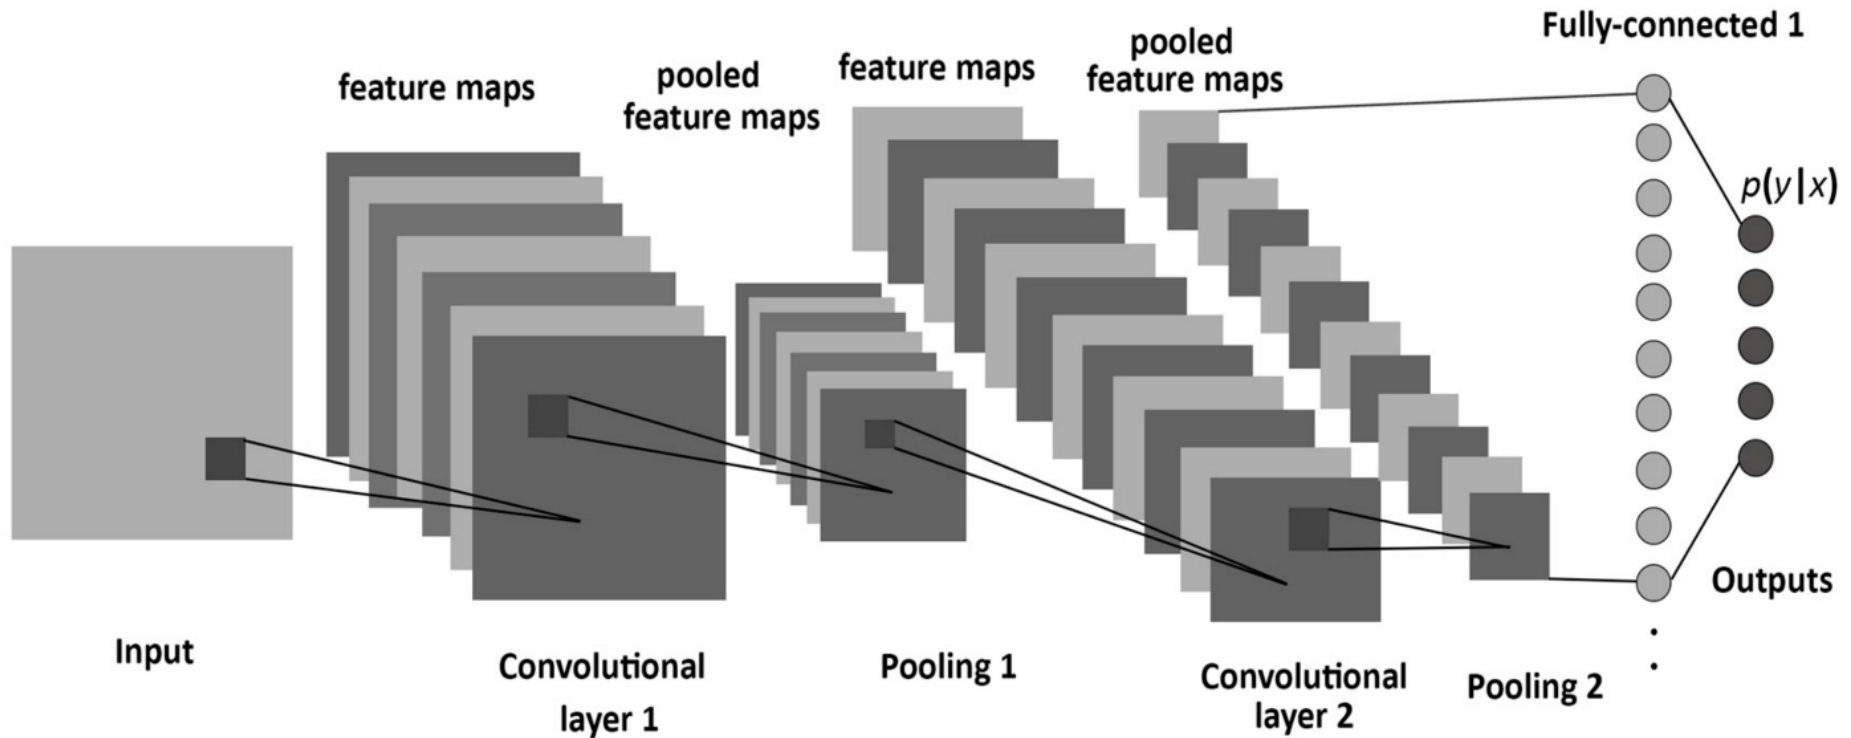 Fully-connected 1
feature maps
pooled
feature maps
feature maps
pooled
feature maps
p(y|x)
Outputs
Input
Convolutional
layer 1
Pooling 1
Convolutional
layer 2
Pooling 2